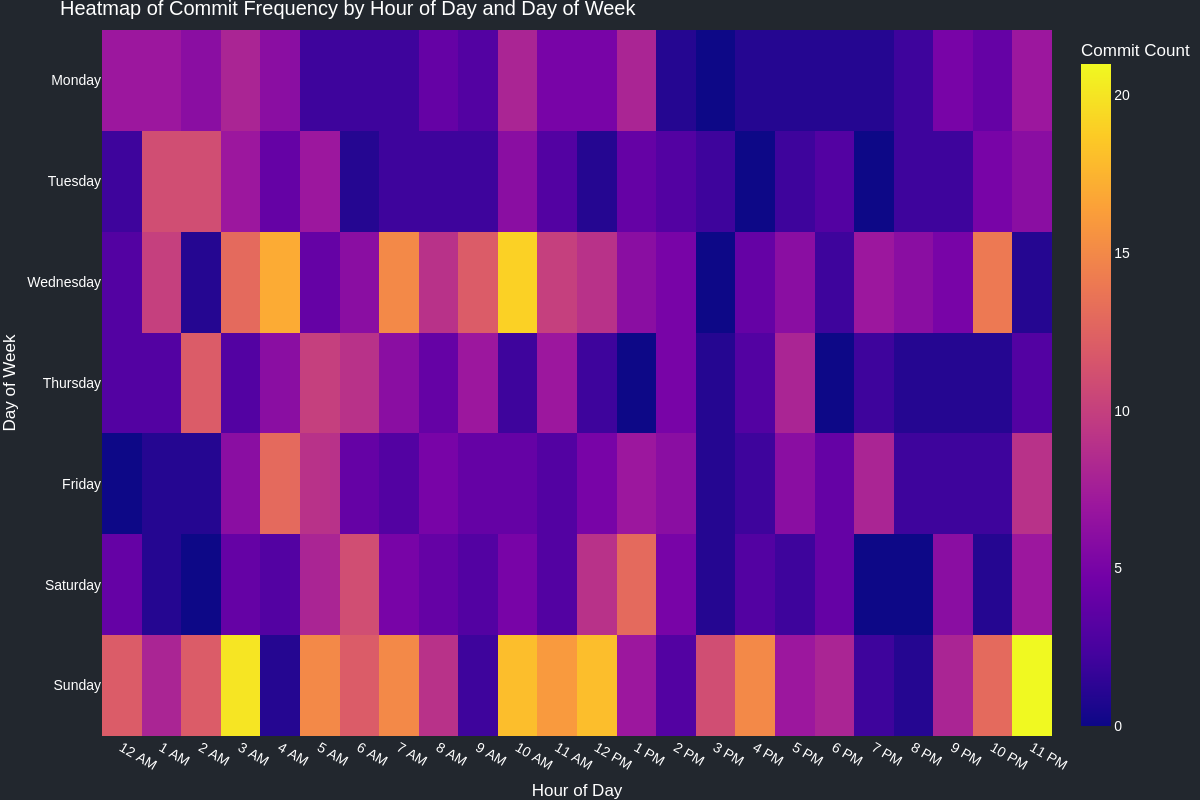 Heatmap of Commit Frequency by Hour of Day and Day of Week
Commit Count
20
15
10
5
0
Day of Week
Monday
Tuesday
Wednesday
Thursday
Friday
Saturday
Sunday
12 AM 1 AM 2 AM 3 AM 4 AM 5 AM 6 AM 7 AM 8 AM 9 AM 10 AM 11 AM 12 PM 1 PM 2 PM 3 PM 4 PM 5 PM 6 PM 7 PM 8 PM 9 PM 10 PM 11 PM
Hour of Day